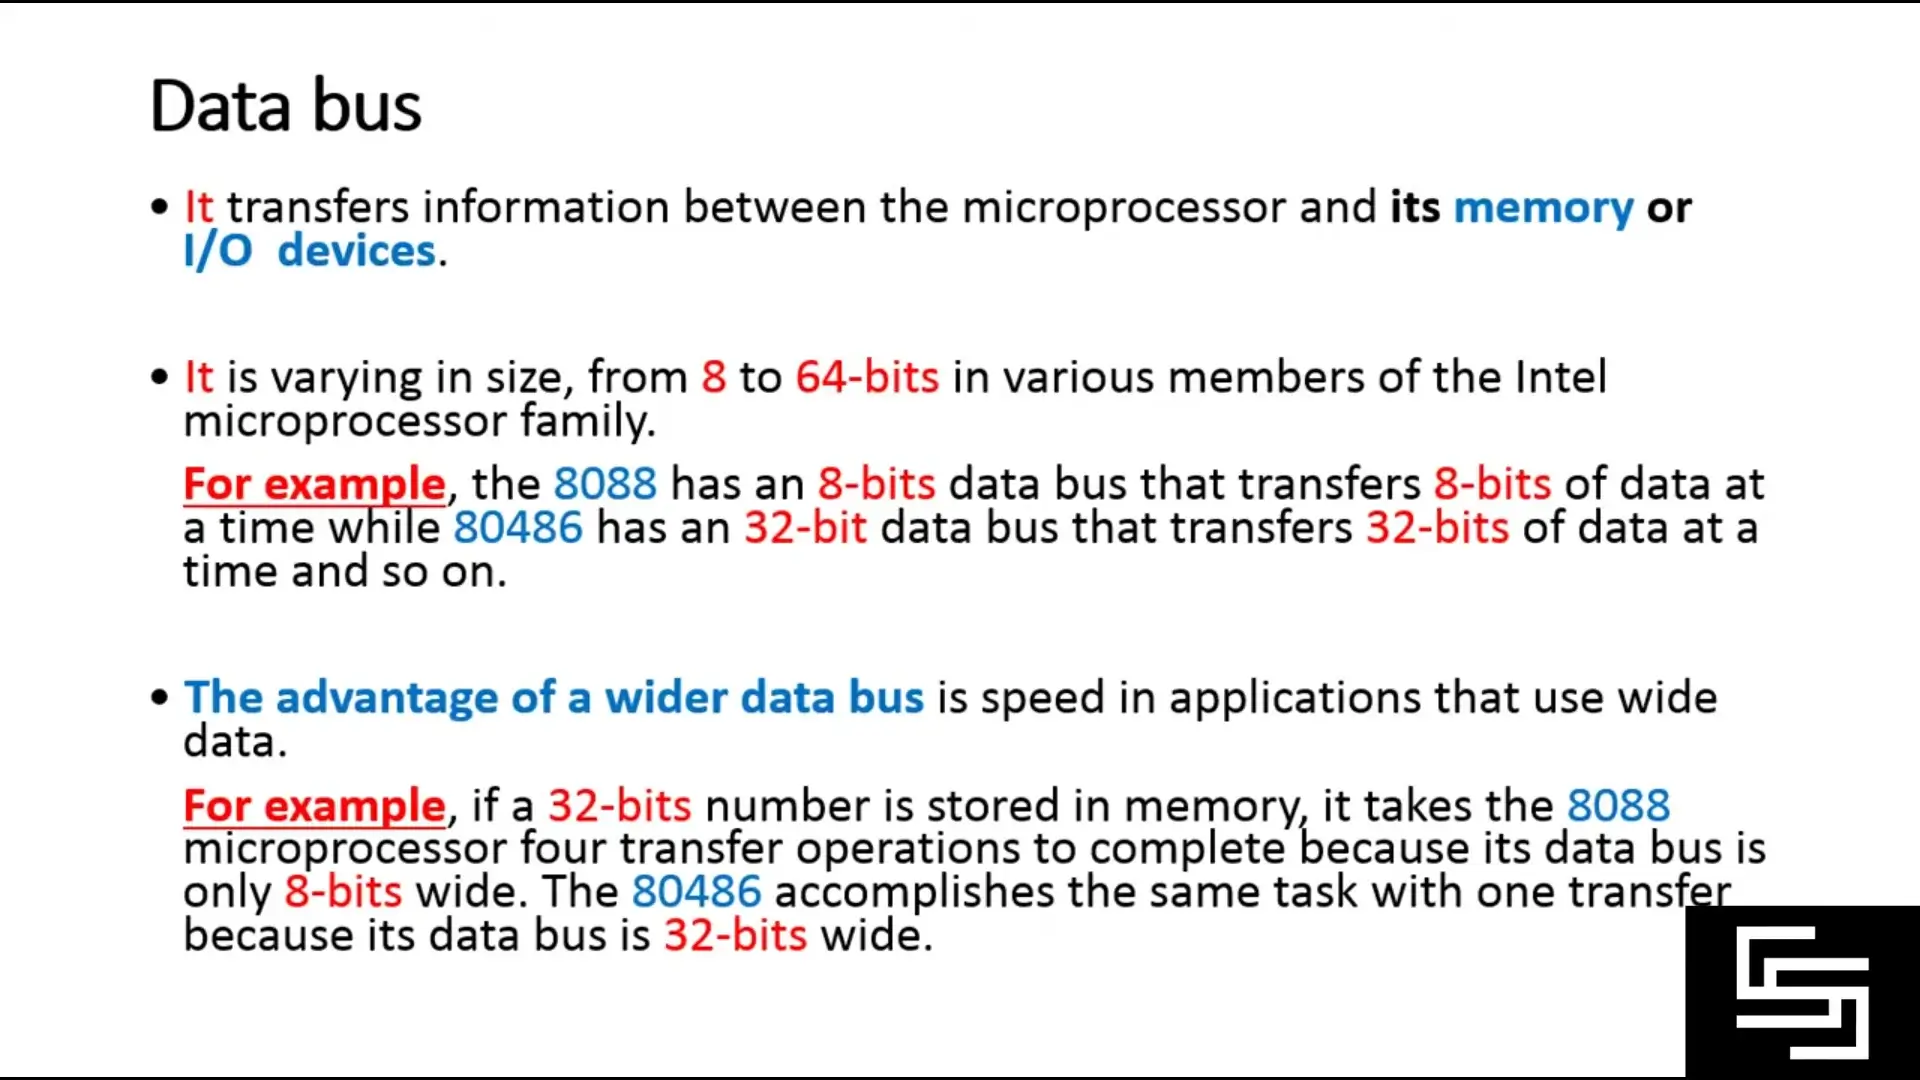 Data bus
• It transfers information between the microprocessor and its memory or
I/O devices.
• It is varying in size, from 8 to 64-bits in various members of the Intel
microprocessor family.
For example, the 8088 has an 8-bits data bus that transfers 8-bits of data at
a time while 80486 has an 32-bit data bus that transfers 32-bits of data at a
time and so on.
• The advantage of a wider data bus is speed in applications that use wide
data.
For example, if a 32-bits number is stored in memory, it takes the 8088
microprocessor four transfer operations to complete because its data bus is
only 8-bits wide. The 80486 accomplishes the same task with one transfer
because its data bus is 32-bits wide.